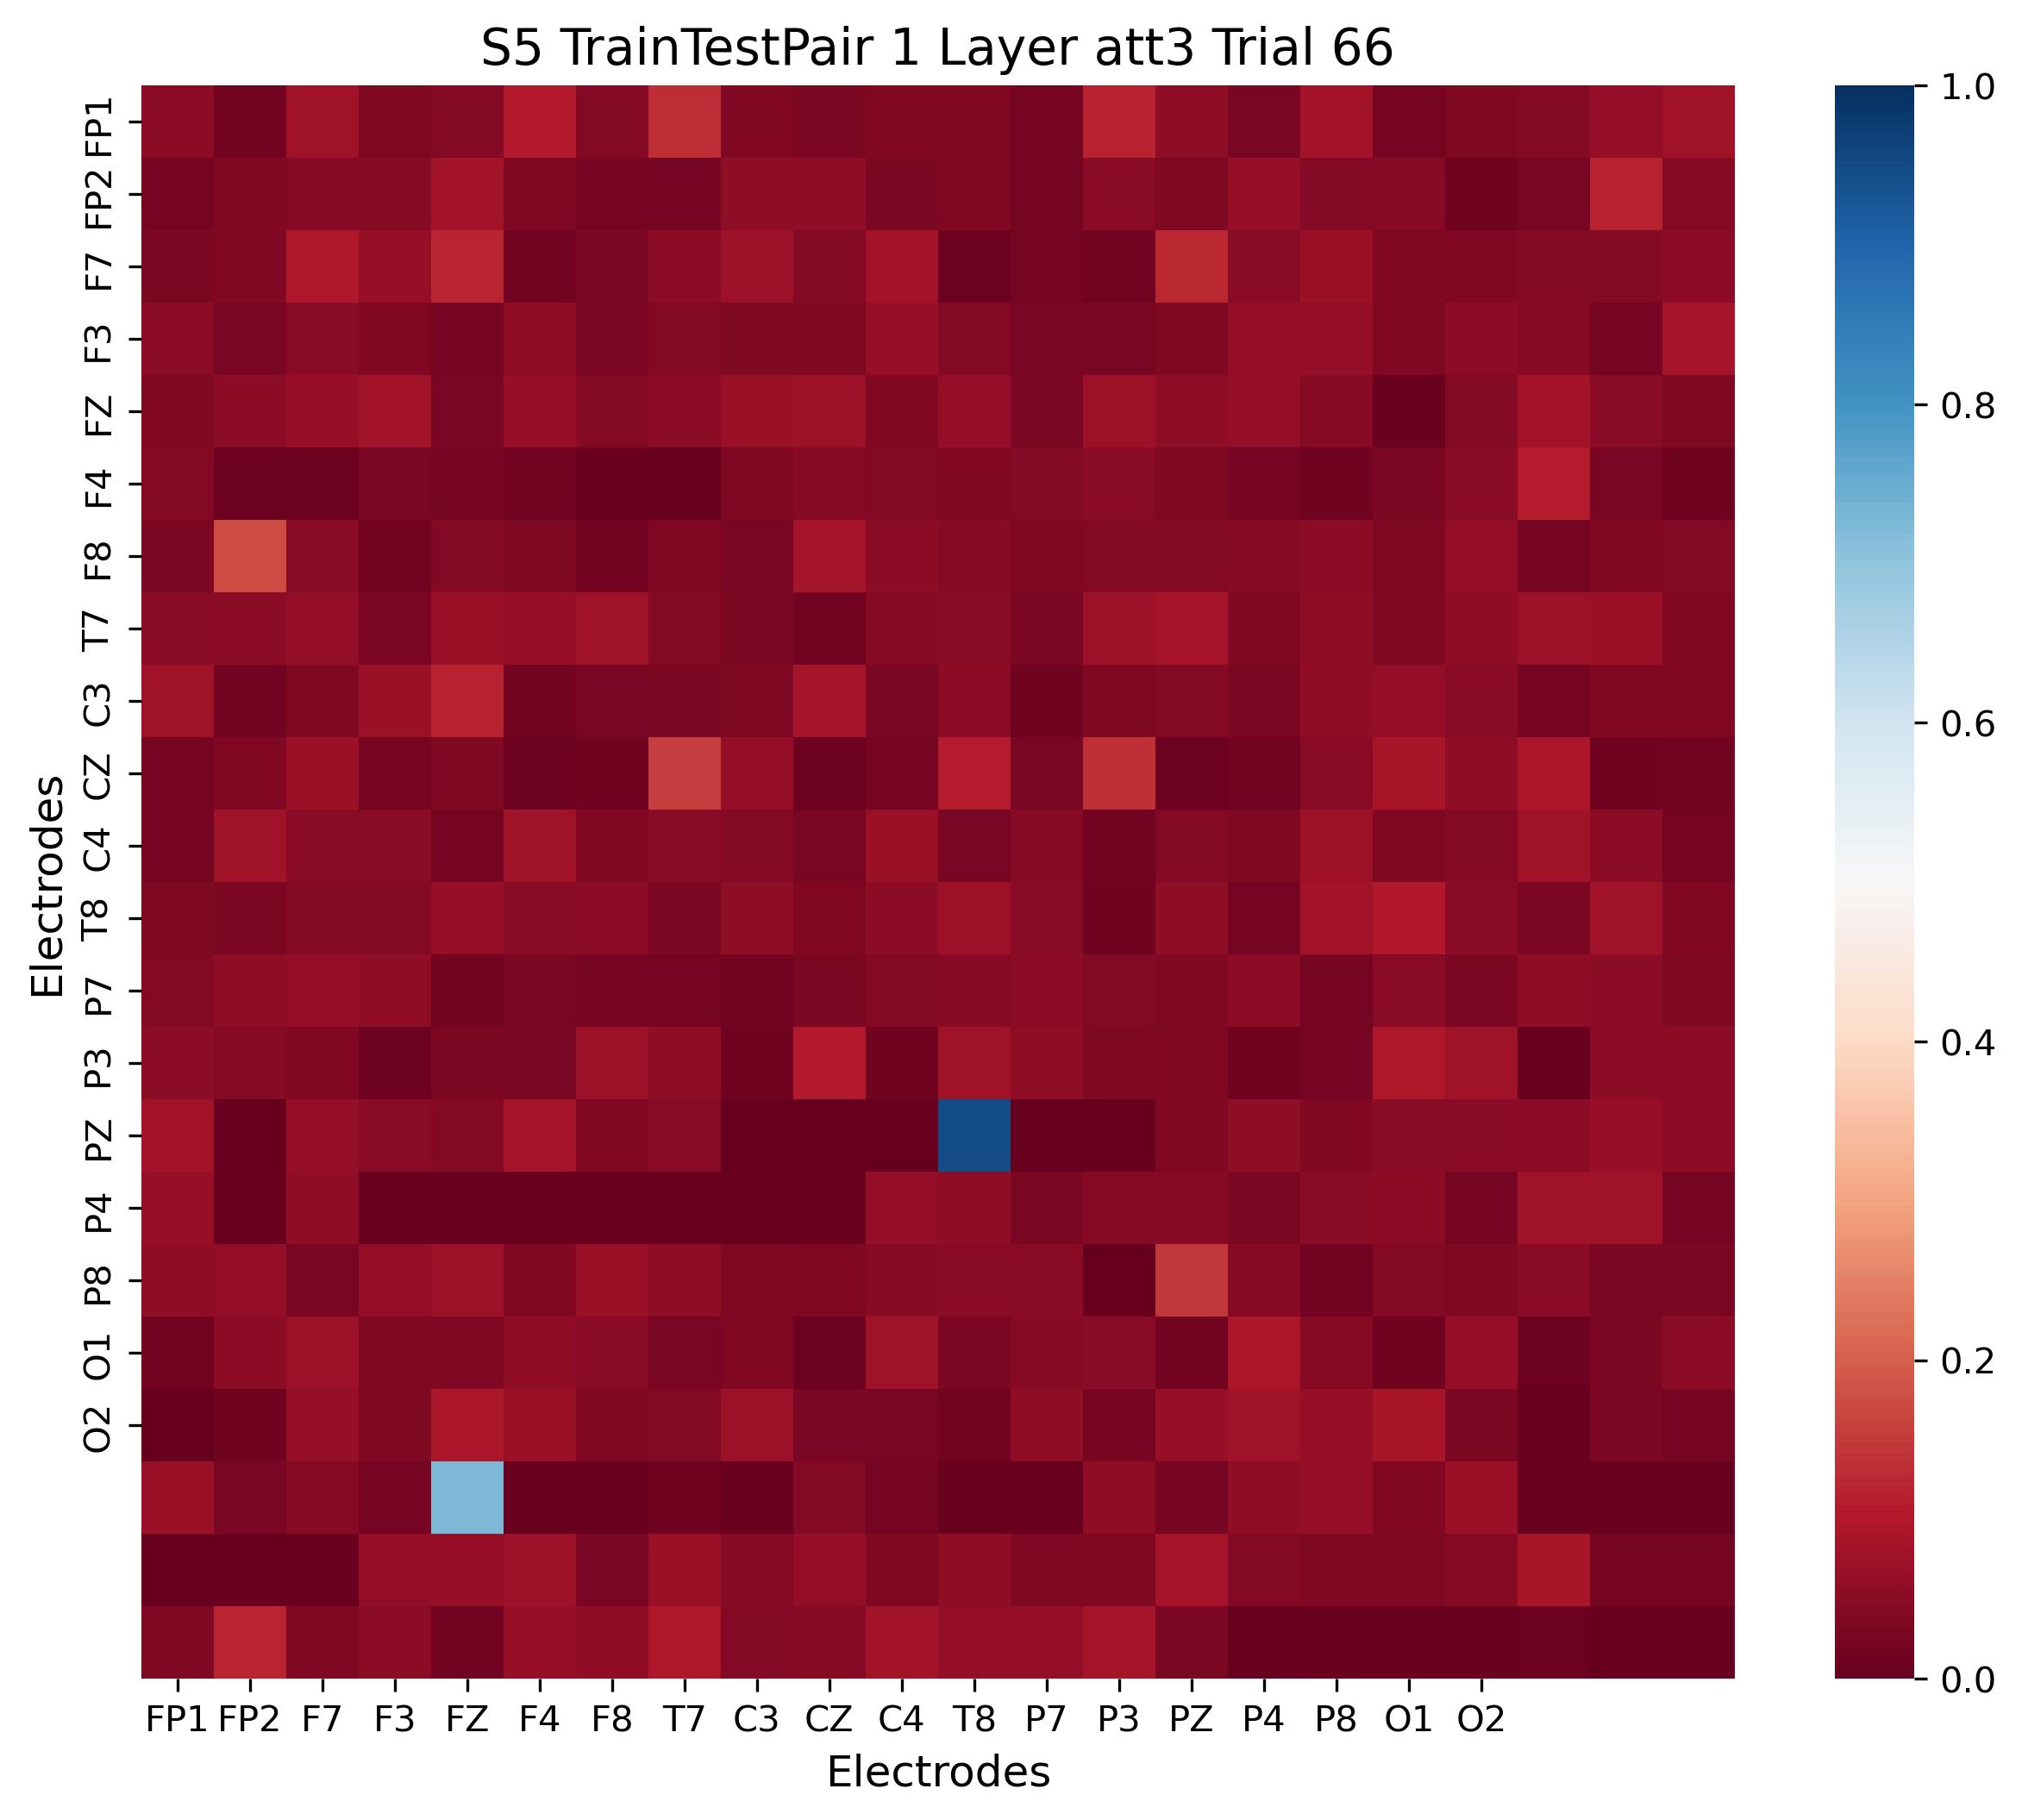 S5 TrainTestPair 1 Layer att3 Trial 66
Electrodes
FP1
FP2
F7
F3
FZ
F4
F8
T7
C3
CZ
C4
T8
P7
P3
PZ
P4
P8
O1
O2
FP1 FP2 F7 F3 FZ F4 F8 T7 C3 CZ C4 T8 P7 P3 PZ P4 P8 O1 O2
Electrodes
1.0
0.8
0.6
0.4
0.2
0.0